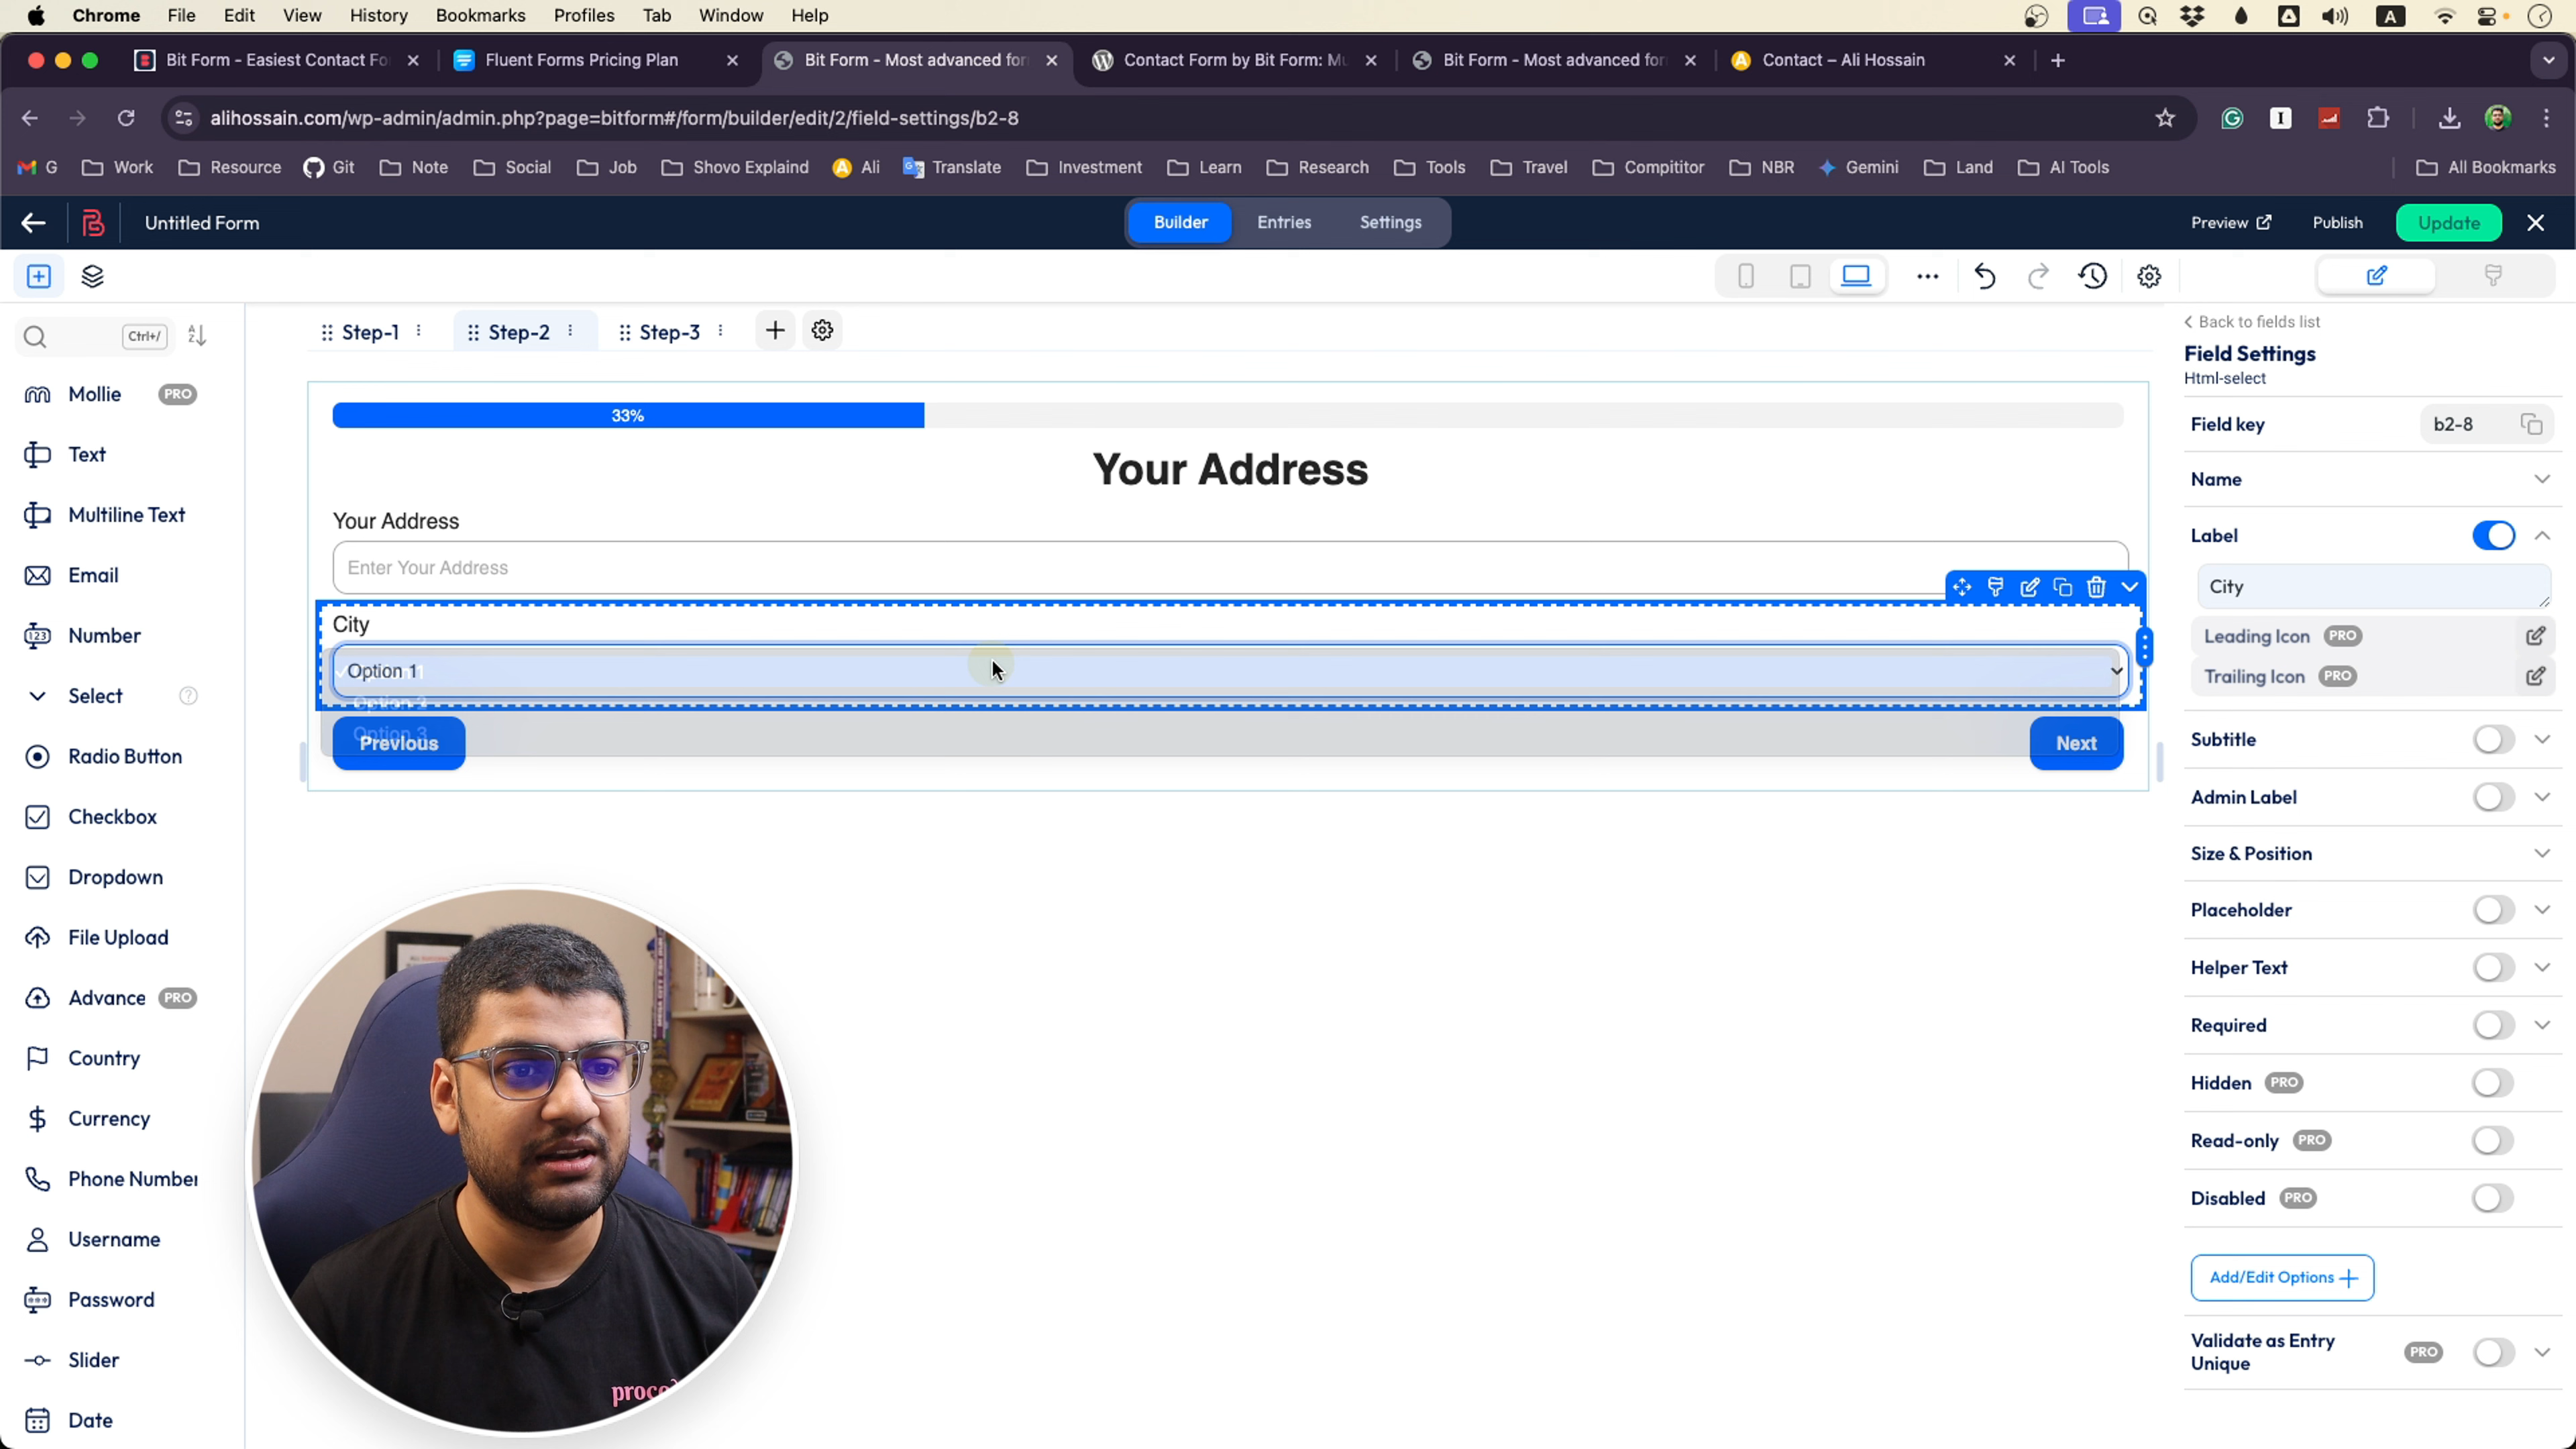 Chrome File Edit View History Bookmarks Profiles Tab Window Help A
Bit Form - Easiest Contact Fo
Fluent Forms Pricing Plan
Bit Form - Most advanced for
Contact Form by Bit Form: Mu
Bit Form - Most advanced for
Contact – Ali Hossain
alihossain.com/wp-admin/admin.php?page=bitform#/form/builder/edit/2/field-settings/b2-8
G Work Resource Git Note Social Job Shovo Explaind Ali Translate Investment Learn Research Tools Travel Compititor NBR Gemini Land AI Tools All Bookmarks
Untitled Form
Builder Entries Settings
Preview Publish Update
Ctrl+/
Mollie PRO
Text
Multiline Text
Email
Number
Select
Radio Button
Checkbox
Dropdown
File Upload
Advance PRO
Country
Currency
Phone Number
Username
Password
Slider
Date
Step-1 Step-2 Step-3
33%
Your Address
Your Address
Enter Your Address
City
Option 1
Option 2
Option 3
Previous
Next
proco
Back to fields list
Field Settings
Html-select
Field key b2-8
Name
Label
City
Leading Icon PRO
Trailing Icon PRO
Subtitle
Admin Label
Size & Position
Placeholder
Helper Text
Required
Hidden PRO
Read-only PRO
Disabled PRO
Add/Edit Options
Validate as Entry
Unique PRO